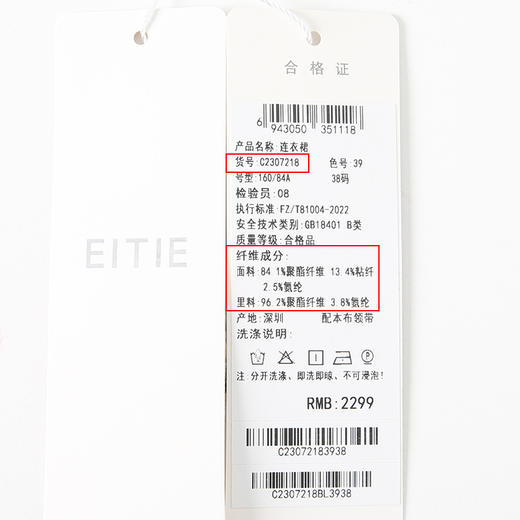 EITIE
合格证
6 943050 351118
产品名称:连衣裙
货号:C2307218 色号:39
号型:160/84A 38码
检验员:08
执行标准:FZ/T81004-2022
安全技术类别:GB18401 B类
质量等级:合格品
纤维成分:
面料:84.1%聚酯纤维 13.4%粘纤
2.5%氨纶
里料:96.2%聚酯纤维 3.8%氨纶
产地:深圳 配本布领带
洗涤说明:
注:分开洗涤、即洗即晾、不可浸泡!
RMB:2299
C23072183938
C2307218BL3938